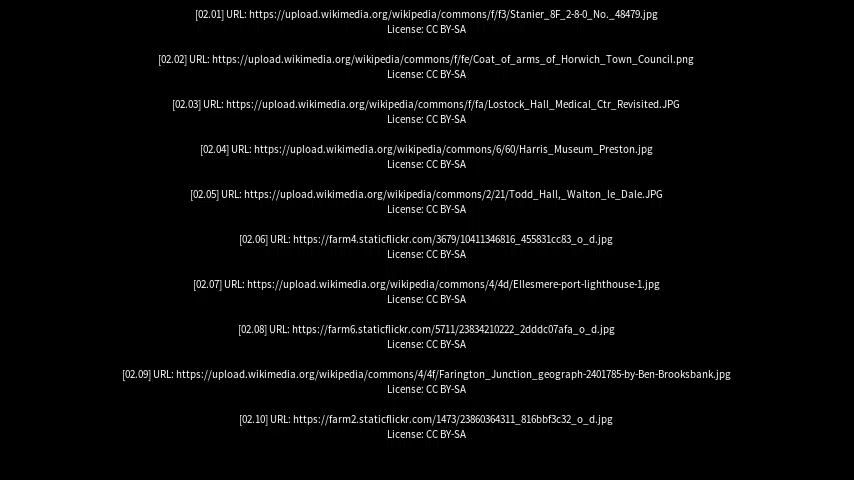 [02.01] URL: https://upload.wikimedia.org/wikipedia/commons/f/f3/Stanier_8F_2-8-0_No._48479.jpg
License: CC BY-SA
[02.02] URL: https://upload.wikimedia.org/wikipedia/commons/f/fe/Coat_of_arms_of_Horwich_Town_Council.png
License: CC BY-SA
[02.03] URL: https://upload.wikimedia.org/wikipedia/commons/f/fa/Lostock_Hall_Medical_Ctr_Revisited.JPG
License: CC BY-SA
[02.04] URL: https://upload.wikimedia.org/wikipedia/commons/6/60/Harris_Museum_Preston.jpg
License: CC BY-SA
[02.05] URL: https://upload.wikimedia.org/wikipedia/commons/2/21/Todd_Hall,_Walton_le_Dale.JPG
License: CC BY-SA
[02.06] URL: https://farm4.staticflickr.com/3679/10411346816_455831cc83_o_d.jpg
License: CC BY-SA
[02.07] URL: https://upload.wikimedia.org/wikipedia/commons/4/4d/Ellesmere-port-lighthouse-1.jpg
License: CC BY-SA
[02.08] URL: https://farm6.staticflickr.com/5711/23834210222_2dddc07afa_o_d.jpg
License: CC BY-SA
[02.09] URL: https://upload.wikimedia.org/wikipedia/commons/4/4f/Farington_Junction_geograph-2401785-by-Ben-Brooksbank.jpg
License: CC BY-SA
[02.10] URL: https://farm2.staticflickr.com/1473/23860364311_816bbf3c32_o_d.jpg
License: CC BY-SA